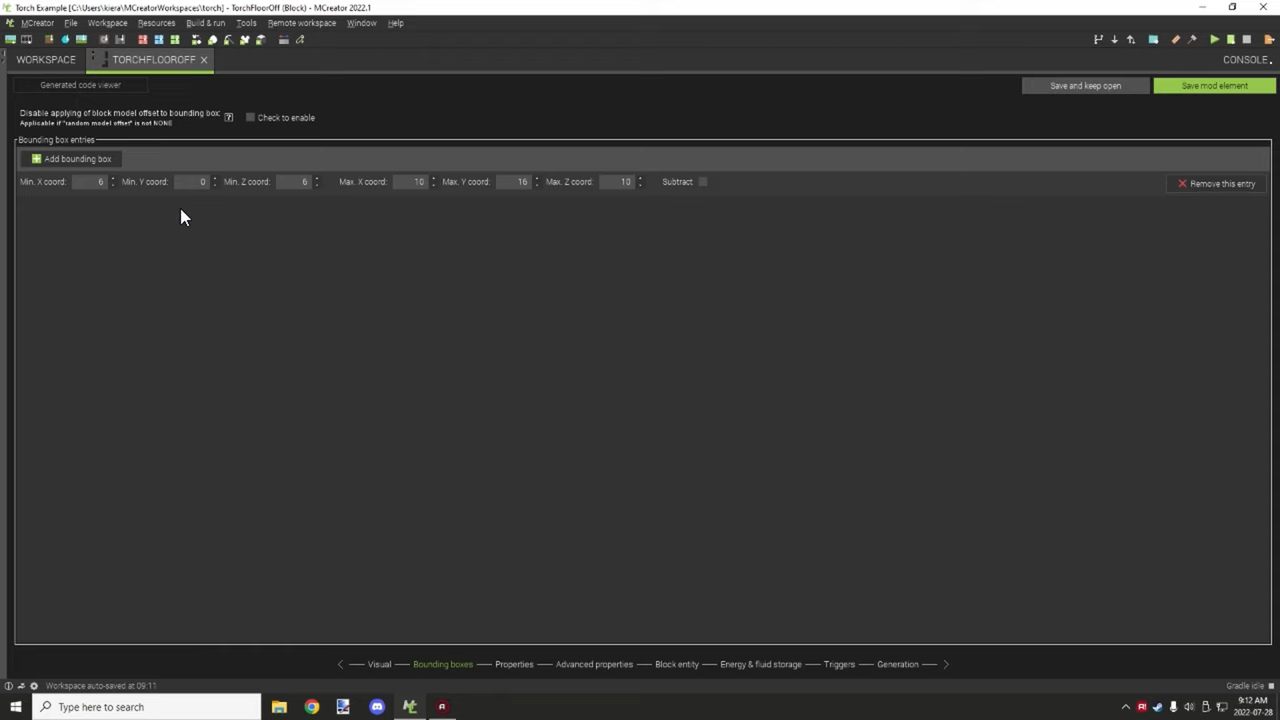 Torch Example [C:\Users\kiera\MCreatorWorkspaces\torch] - TorchFloorOff (Block) - MCreator 2022.1
MCreator File Workspace Resources Build & run Tools Remote workspace Window Help
WORKSPACE TORCHFLOOROFF CONSOLE
Generated code viewer Save and keep open Save mod element
Disable applying of block model offset to bounding box: ? Check to enable
Applicable if "random model offset" is not NONE
Bounding box entries
Add bounding box
Min. X coord: 6 Min. Y coord: 0 Min. Z coord: 6 Max. X coord: 10 Max. Y coord: 16 Max. Z coord: 10 Subtract Remove this entry
Visual Bounding boxes Properties Advanced properties Block entity Energy & fluid storage Triggers Generation
Workspace auto-saved at 09:11 Gradle idle
Type here to search
9:12 AM
2022-07-28